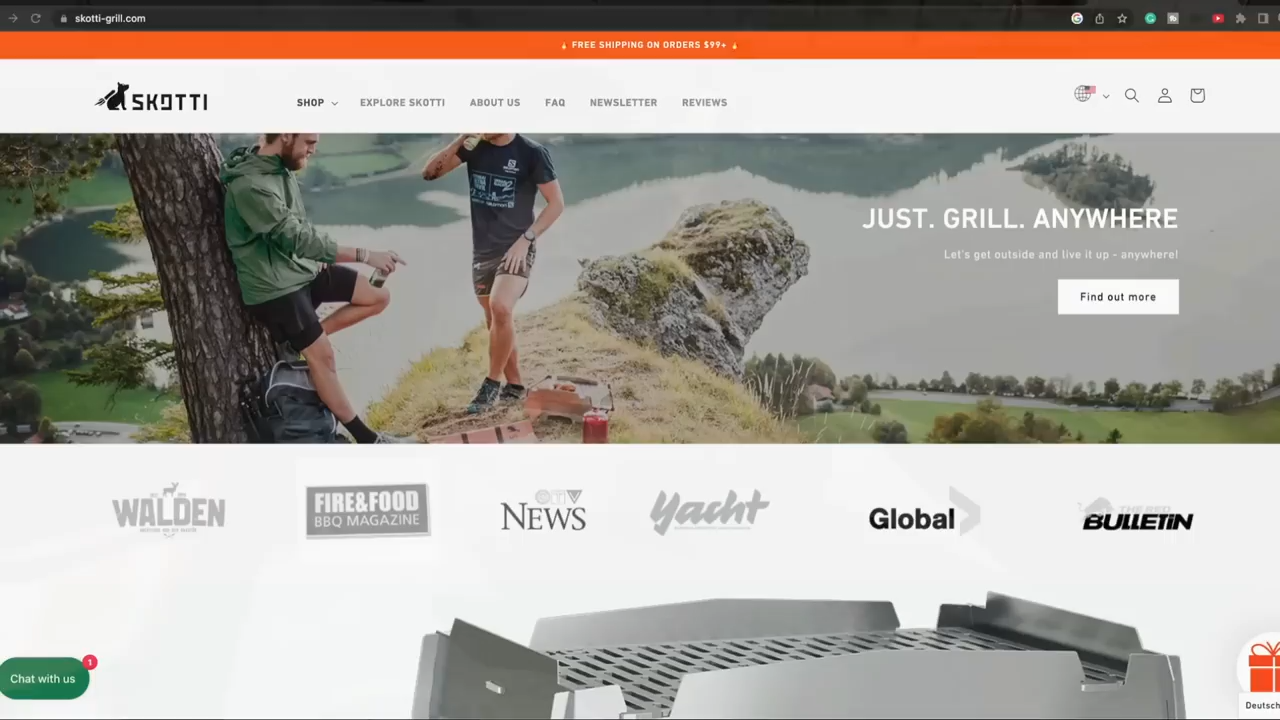 skotti-grill.com
🔥 FREE SHIPPING ON ORDERS $99+ 🔥
SKOTTI
SHOP
EXPLORE SKOTTI
ABOUT US
FAQ
NEWSLETTER
REVIEWS
JUST. GRILL. ANYWHERE
Let's get outside and live it up - anywhere!
Find out more
WALDEN
FIRE&FOOD
BBQ MAGAZINE
NEWS
yacht
Global
THE RED
BULLETIN
Chat with us
1
Deutsch